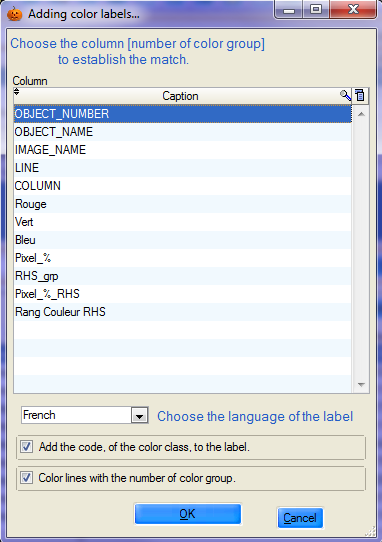 Adding color labels...
Choose the column [number of color group]
to establish the match.
Column
Caption
OBJECT_NUMBER
OBJECT_NAME
IMAGE_NAME
LINE
COLUMN
Rouge
Vert
Bleu
Pixel_%
RHS_grp
Pixel_%_RHS
Rang Couleur RHS
French
Choose the language of the label
Add the code, of the color class, to the label.
Color lines with the number of color group.
OK
Cancel